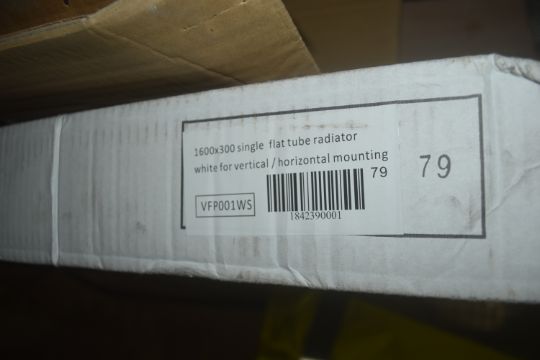 1600x300 single flat tube radiator
white for vertical / horizontal mounting
79
79
VFP001WS
1842390001